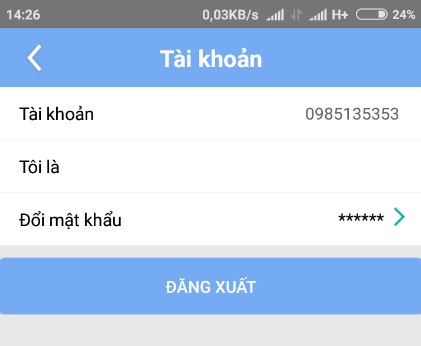 14:26 0,03KB/s H+ 24%
Tài khoản
Tài khoản 0985135353
Tôi là
Đổi mật khẩu ******
ĐĂNG XUẤT